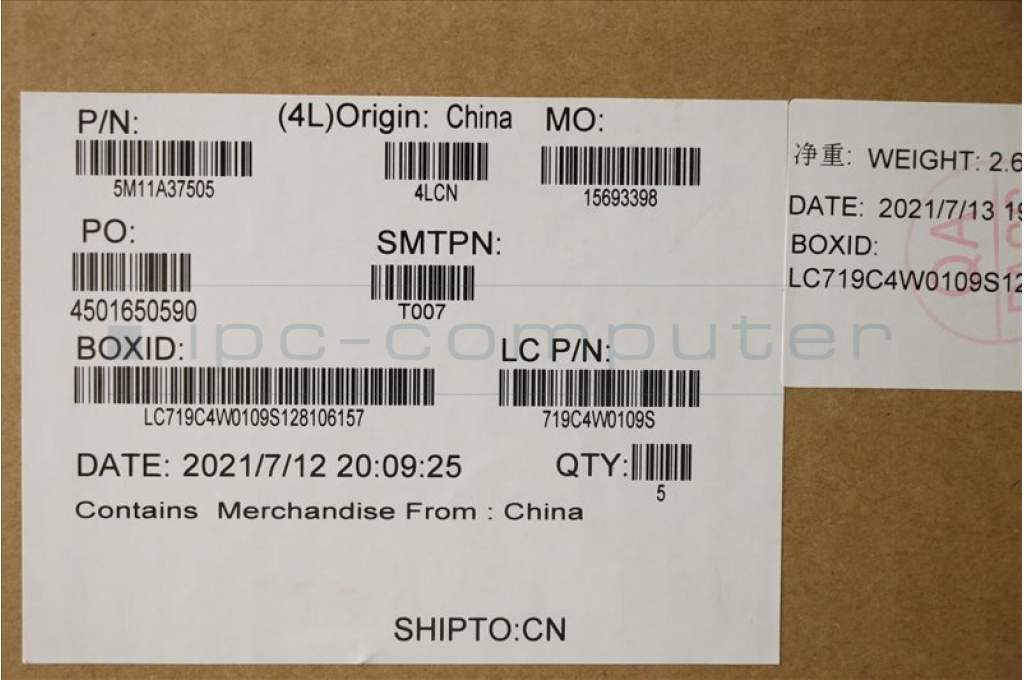 P/N:
5M11A37505
(4L)Origin: China
4LCN
MO:
15693398
PO:
4501650590
SMTPN:
T007
BOXID:
LC719C4W0109S128106157
LC P/N:
719C4W0109S
DATE: 2021/7/12 20:09:25
QTY:
5
Contains Merchandise From : China
SHIPTO:CN
净重: WEIGHT: 2.6
DATE: 2021/7/13 19
BOXID:
LC719C4W0109S12
QA
ipc-computer